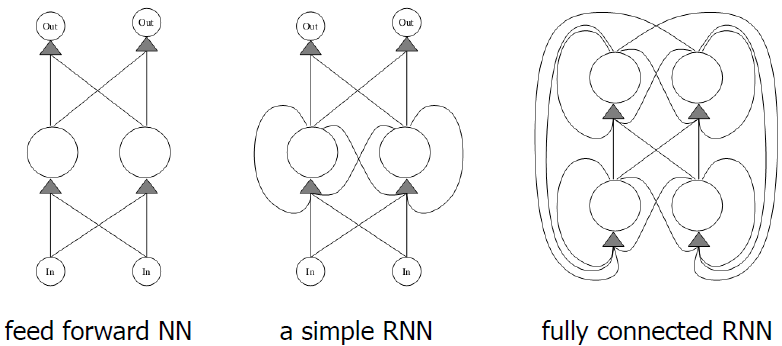 Out Out Out Out
In In In In
feed forward NN a simple RNN fully connected RNN